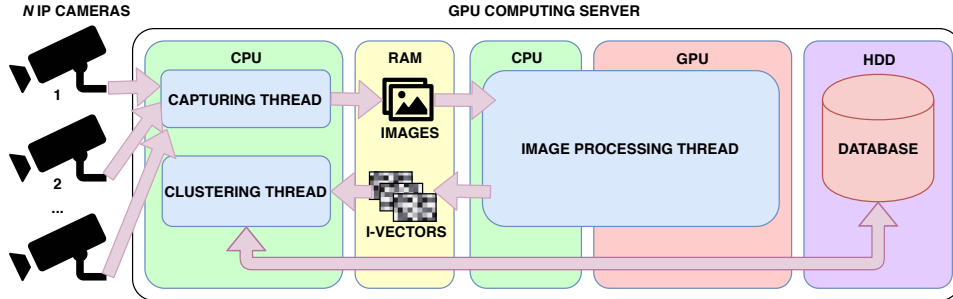 N IP CAMERAS
GPU COMPUTING SERVER
CPU
RAM
CPU
GPU
HDD
1
CAPTURING THREAD
IMAGES
IMAGE PROCESSING THREAD
DATABASE
2
CLUSTERING THREAD
...
I-VECTORS